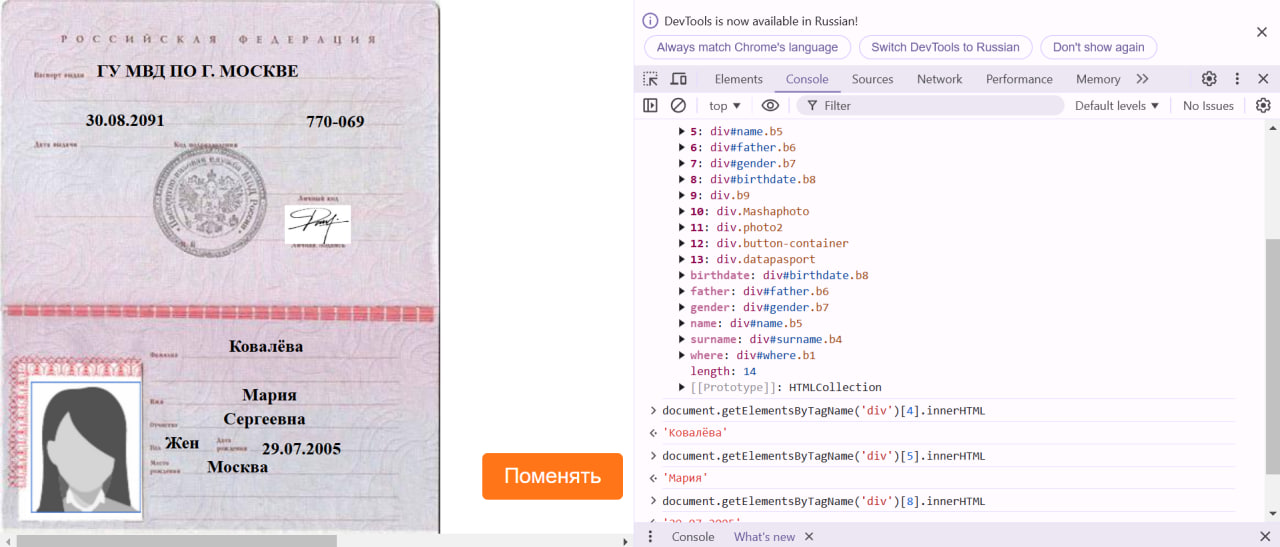 РОССИЙСКАЯ ФЕДЕРАЦИЯ
Паспорт выдан ГУ МВД ПО Г. МОСКВЕ
30.08.2091 770-069
Дата выдачи Код подразделения
Личный код
Личная подпись
Ковалёва
Фамилия
Мария
Имя
Сергеевна
Отчество
Пол Жен Дата рождения 29.07.2005
Место рождения Москва
Поменять
DevTools is now available in Russian!
Always match Chrome's language Switch DevTools to Russian Don't show again
Elements Console Sources Network Performance Memory
top Filter Default levels No Issues
5: div#name.b5
6: div#father.b6
7: div#gender.b7
8: div#birthdate.b8
9: div.b9
10: div.Mashaphoto
11: div.photo2
12: div.button-container
13: div.datapasport
birthdate: div#birthdate.b8
father: div#father.b6
gender: div#gender.b7
name: div#name.b5
surname: div#surname.b4
where: div#where.b1
length: 14
[[Prototype]]: HTMLCollection
document.getElementsByTagName('div')[4].innerHTML
'Ковалёва'
document.getElementsByTagName('div')[5].innerHTML
'Мария'
document.getElementsByTagName('div')[8].innerHTML
'29.07.2005'
Console What's new